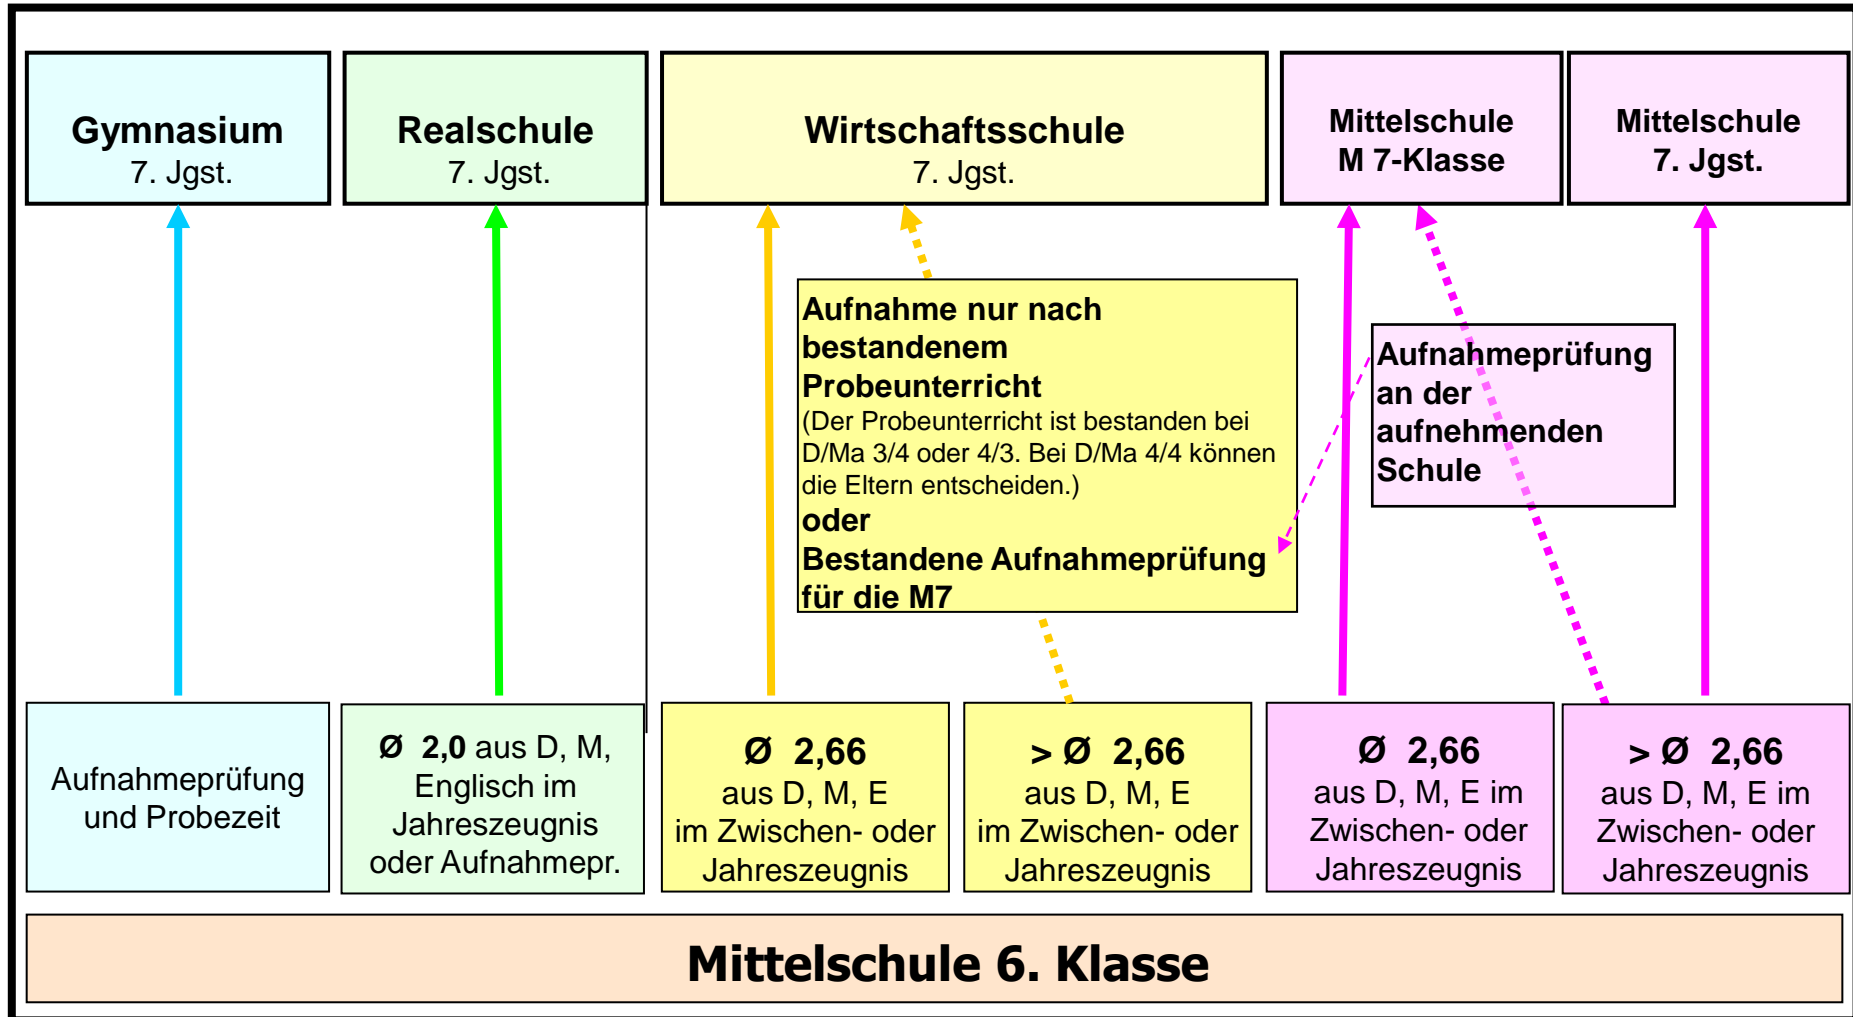 Gymnasium
7. Jgst.
Realschule
7. Jgst.
Wirtschaftsschule
7. Jgst.
Mittelschule
M 7-Klasse
Mittelschule
7. Jgst.
Aufnahme nur nach
bestandenem
Probeunterricht
(Der Probeunterricht ist bestanden bei
D/Ma 3/4 oder 4/3. Bei D/Ma 4/4 können
die Eltern entscheiden.)
oder
Bestandene Aufnahmeprüfung
für die M7
Aufnahmeprüfung
an der
aufnehmenden
Schule
Aufnahmeprüfung
und Probezeit
Ø 2,0 aus D, M,
Englisch im
Jahreszeugnis
oder Aufnahmepr.
Ø 2,66
aus D, M, E
im Zwischen- oder
Jahreszeugnis
> Ø 2,66
aus D, M, E
im Zwischen- oder
Jahreszeugnis
Ø 2,66
aus D, M, E im
Zwischen- oder
Jahreszeugnis
> Ø 2,66
aus D, M, E im
Zwischen- oder
Jahreszeugnis
Mittelschule 6. Klasse